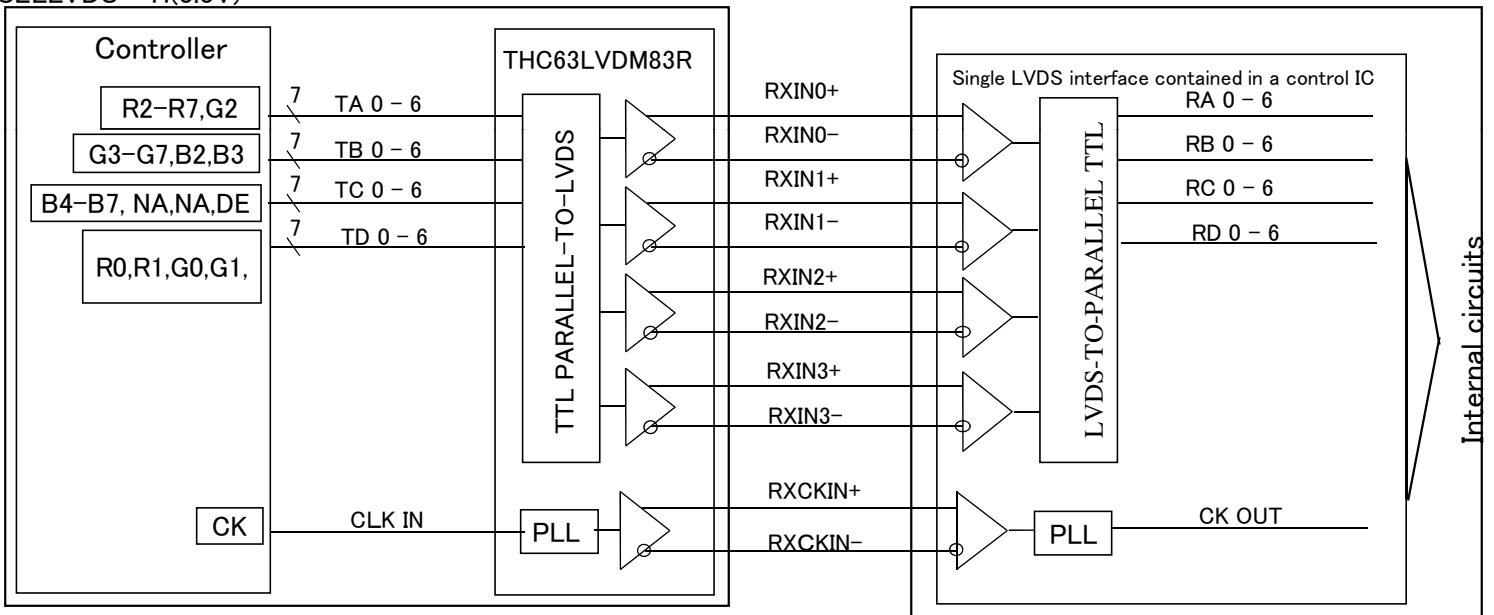 Controller
THC63LVDM83R
Single LVDS interface contained in a control IC
R2-R7,G2
7
TA 0 - 6
RXIN0+
RA 0 - 6
RXIN0-
G3-G7,B2,B3
7
TB 0 - 6
RB 0 - 6
RXIN1+
B4-B7, NA,NA,DE
7
TC 0 - 6
RC 0 - 6
RXIN1-
7
TD 0 - 6
RD 0 - 6
R0,R1,G0,G1,
TTL PARALLEL-TO-LVDS
LVDS-TO-PARALLEL TTL
RXIN2+
RXIN2-
RXIN3+
RXIN3-
Internal circuits
RXCKIN+
CK
CLK IN
PLL
RXCKIN-
PLL
CK OUT